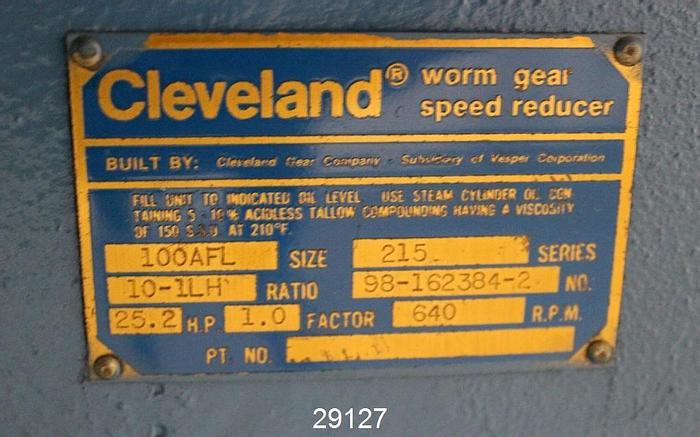 Cleveland® worm gear
speed reducer
BUILT BY: Cleveland Gear Company - Subsidiary of Vesper Corporation
FILL UNIT TO INDICATED OIL LEVEL USE STEAM CYLINDER OIL CON
TAINING 5 - 10% ACIDLESS TALLOW COMPOUNDING HAVING A VISCOSITY
OF 150 S.S.U AT 210°F.
100AFL SIZE 215 SERIES
10-1LH RATIO 98-162384-2 NO.
25.2 H.P. 1.0 FACTOR 640 R.P.M.
PT. NO.
29127